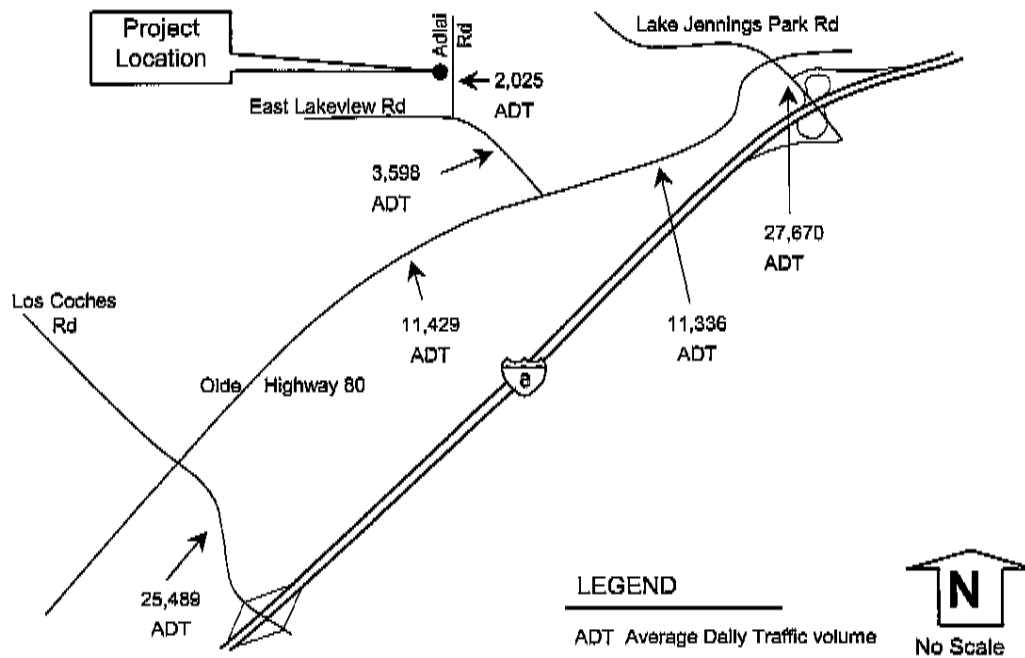 Project
Location
Adlai
Rd
Lake Jennings Park Rd
2,025
ADT
East Lakeview Rd
3,598
ADT
27,670
ADT
Los Coches
Rd
11,429
ADT
11,336
ADT
8
Olde Highway 80
25,489
ADT
LEGEND
ADT Average Daily Traffic volume
N
No Scale